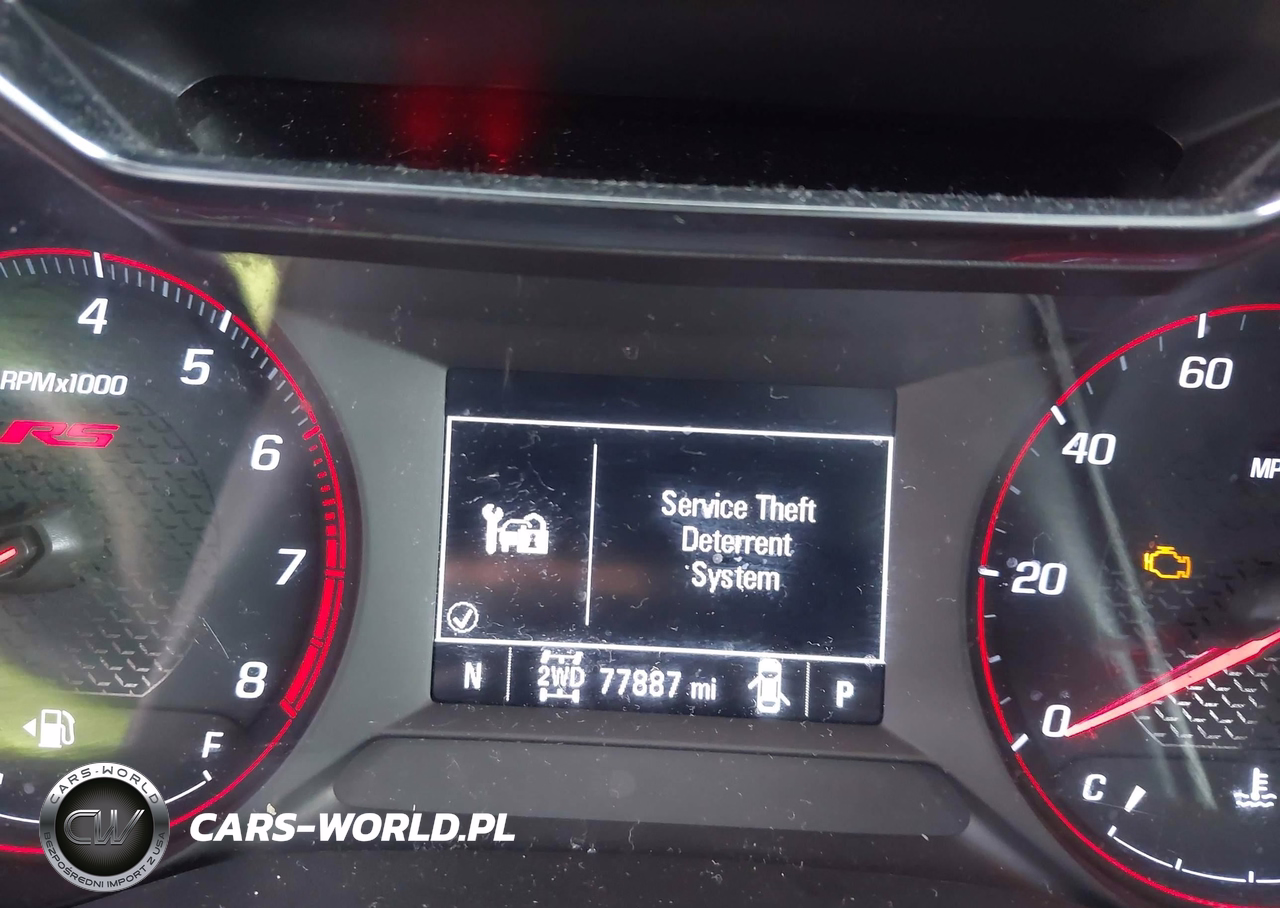 4
5
RPMx1000
RS
6
7
8
F
Service Theft
Deterrent
System
N 2WD 77887 mi P
60
40
MP
20
0
C
CARS-WORLD
CW
BEZPOŚREDNI IMPORT Z USA
CARS-WORLD.PL